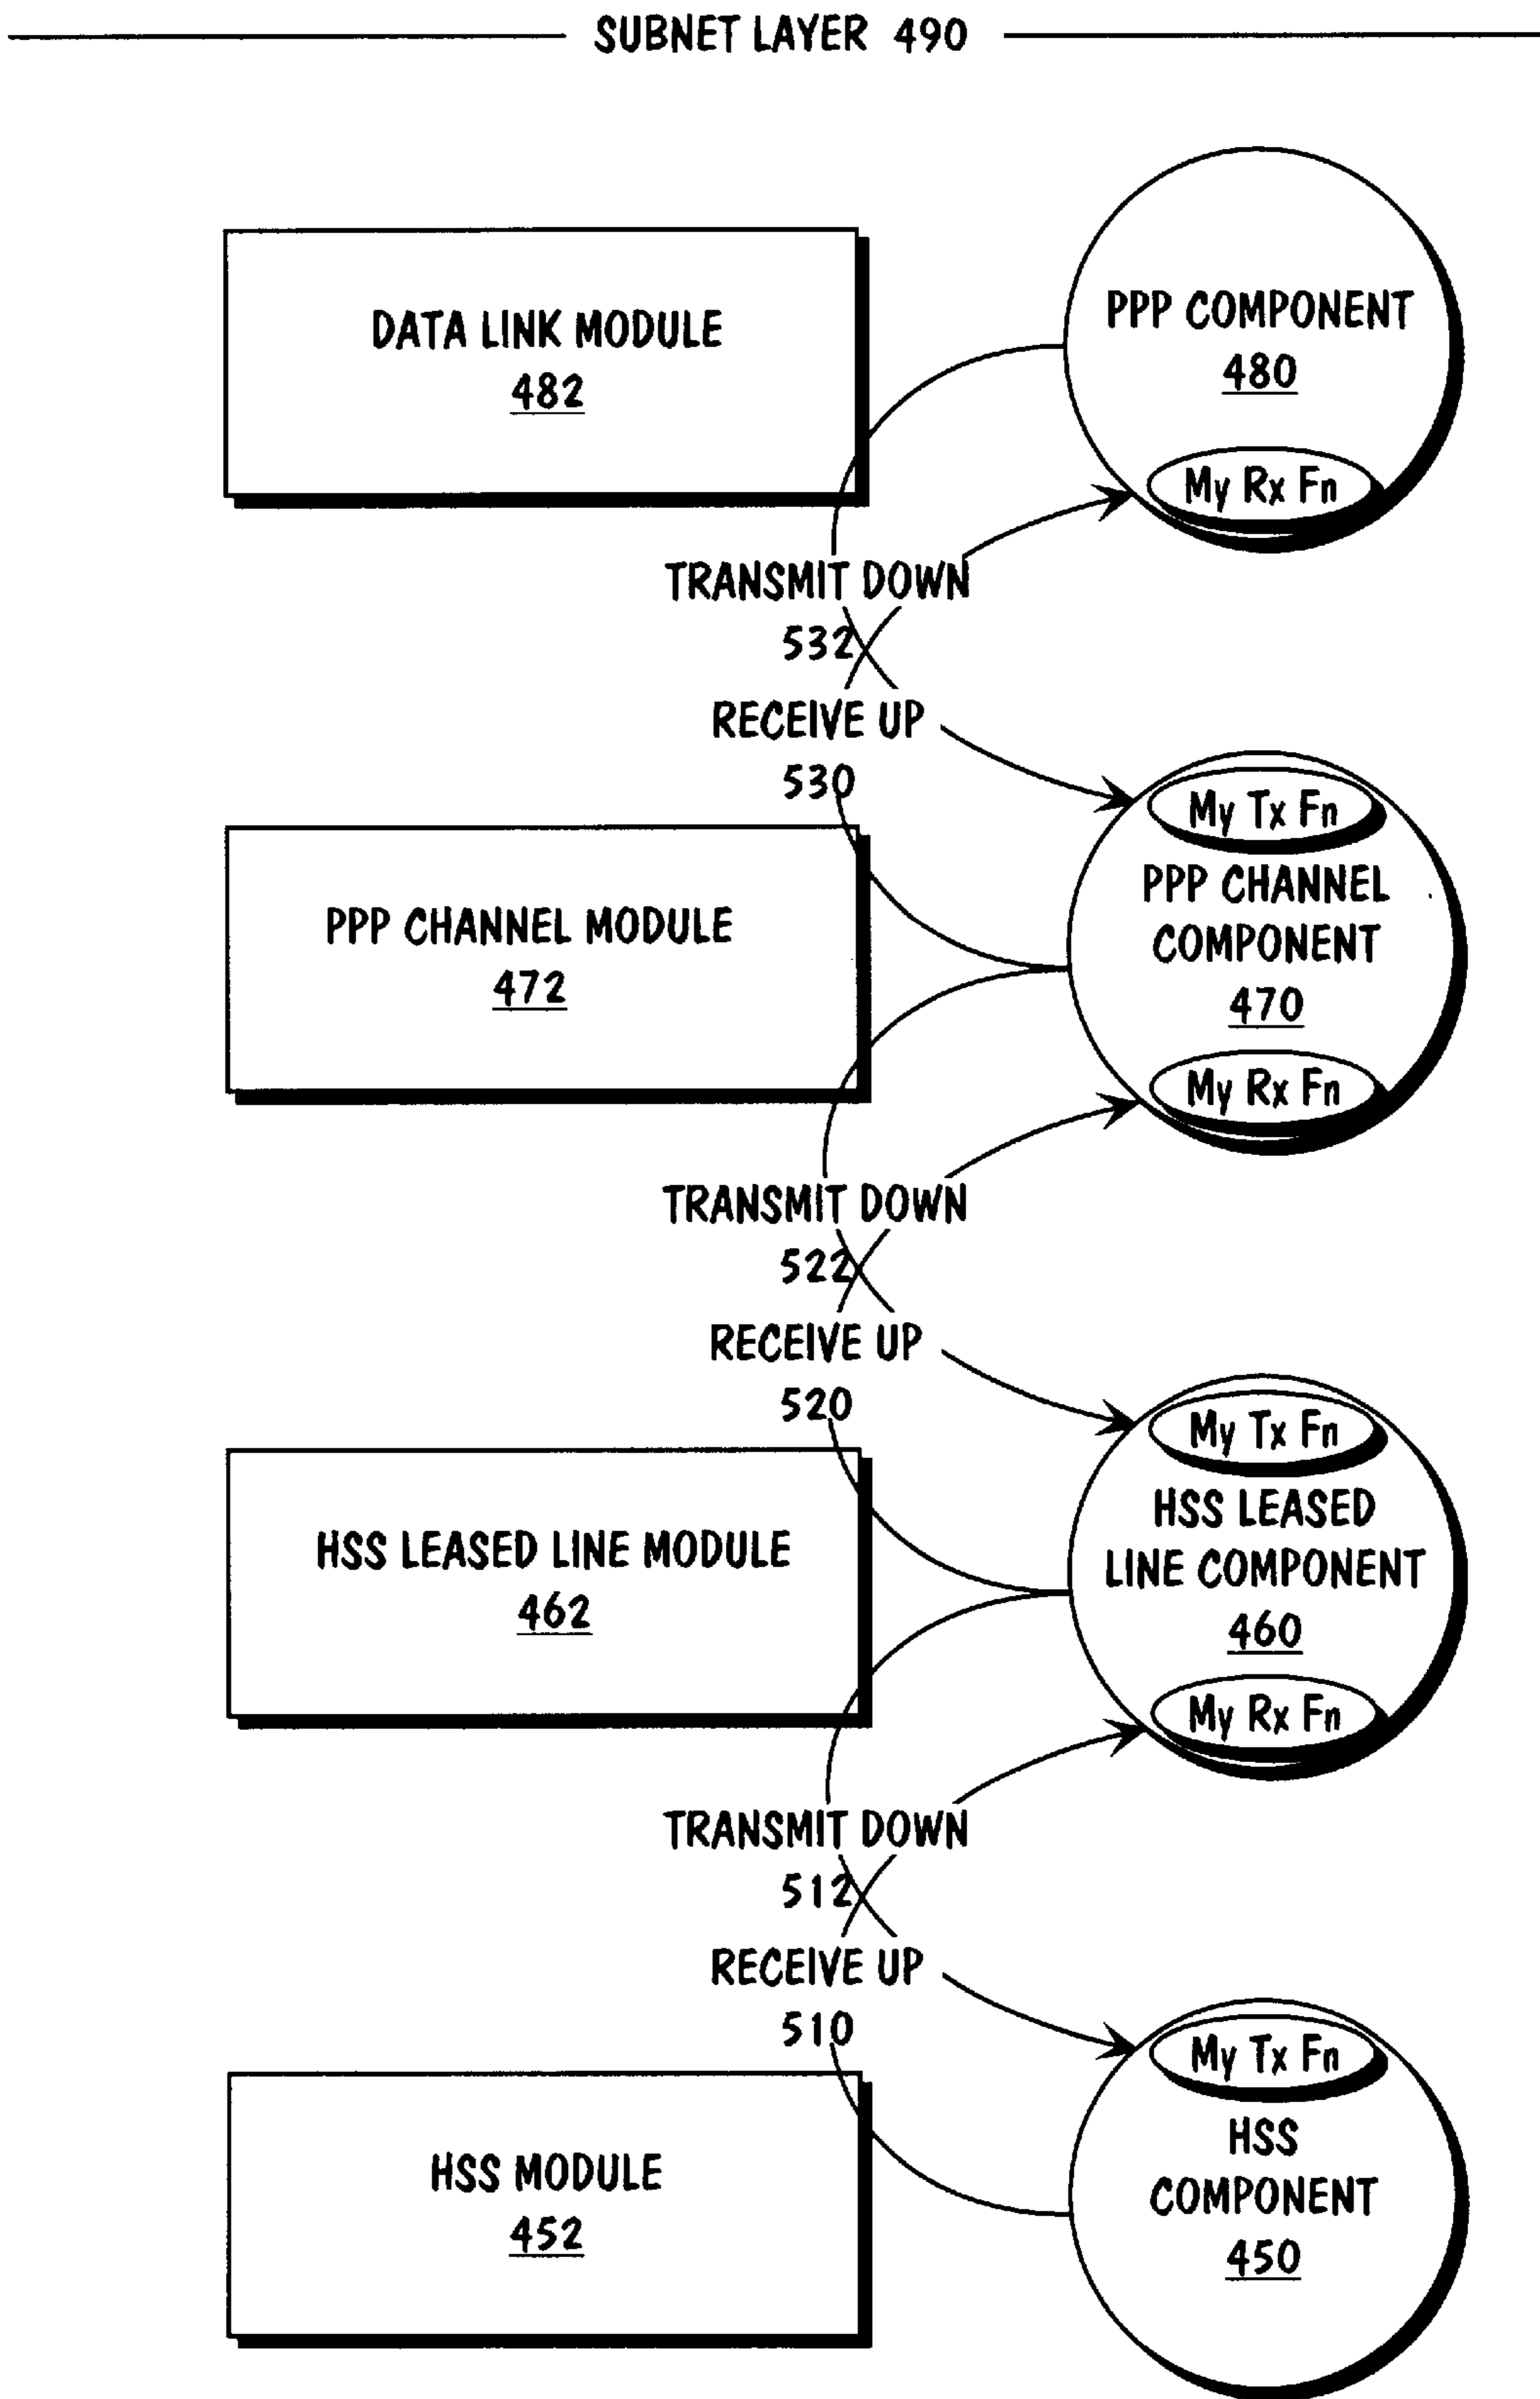 SUBNET LAYER 490
DATA LINK MODULE
482
PPP COMPONENT
480
My Rx Fn
TRANSMIT DOWN
532
RECEIVE UP
530
My Tx Fn
PPP CHANNEL
COMPONENT
470
My Rx Fn
PPP CHANNEL MODULE
472
TRANSMIT DOWN
522
RECEIVE UP
520
My Tx Fn
HSS LEASED
LINE COMPONENT
460
My Rx Fn
HSS LEASED LINE MODULE
462
TRANSMIT DOWN
512
RECEIVE UP
510
My Tx Fn
HSS
COMPONENT
450
HSS MODULE
452